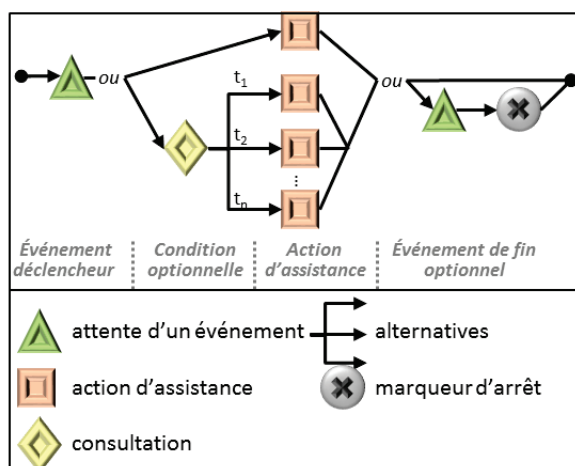 ou
t1
t2
⋮
tn
ou
Événement déclencheur
Condition optionnelle
Action d'assistance
Événement de fin optionnel
attente d'un événement
alternatives
action d'assistance
marqueur d'arrêt
consultation